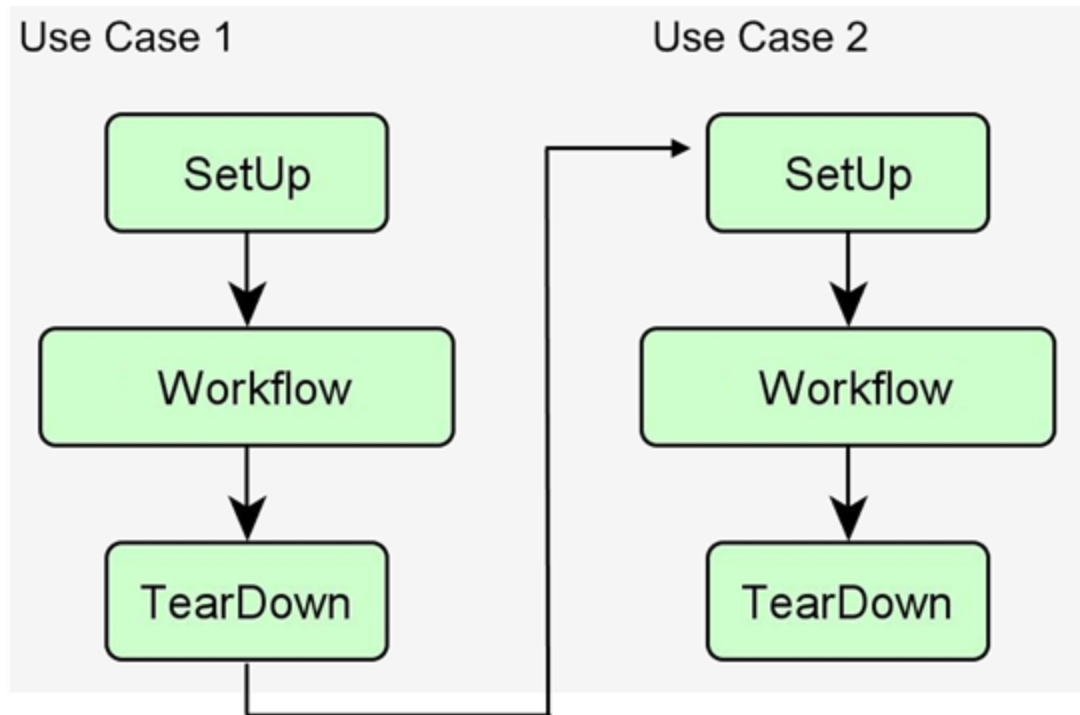 Use Case 1
SetUp
Workflow
TearDown
Use Case 2
SetUp
Workflow
TearDown